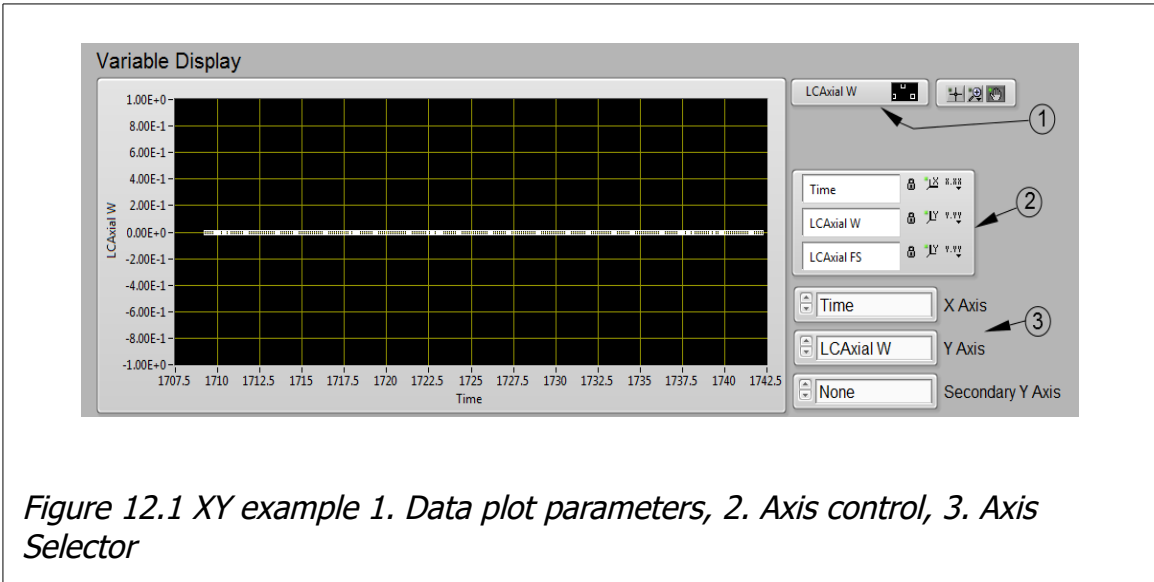 Variable Display
LCAxial W
1
1.00E+0
8.00E-1
6.00E-1
4.00E-1
2.00E-1
0.00E+0
-2.00E-1
-4.00E-1
-6.00E-1
-8.00E-1
-1.00E+0
LCAxial W
1707.5 1710 1712.5 1715 1717.5 1720 1722.5 1725 1727.5 1730 1732.5 1735 1737.5 1740 1742.5
Time
Time
LCAxial W
LCAxial FS
2
Time X Axis
LCAxial W Y Axis
3
None Secondary Y Axis
Figure 12.1 XY example 1. Data plot parameters, 2. Axis control, 3. Axis
Selector